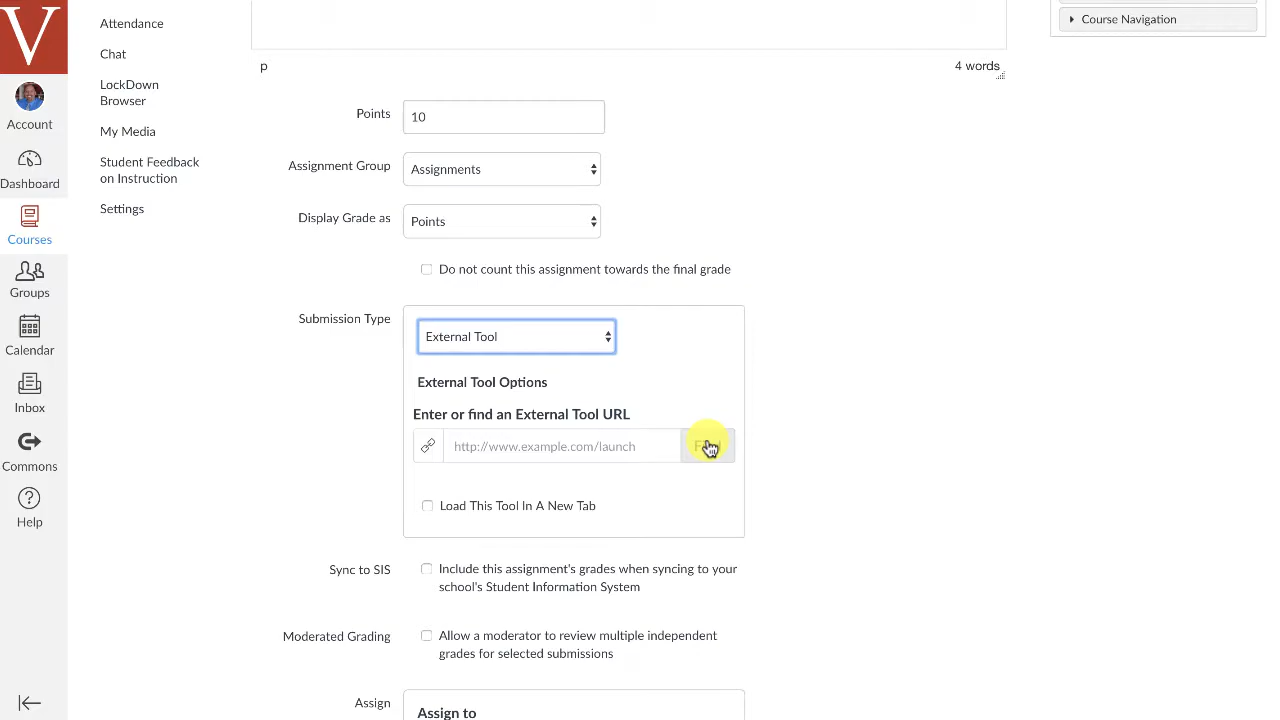 V
Account
Dashboard
Courses
Groups
Calendar
Inbox
Commons
Help
Attendance
Chat
LockDown
Browser
My Media
Student Feedback
on Instruction
Settings
Course Navigation
p
4 words
Points
10
Assignment Group
Assignments
Display Grade as
Points
Do not count this assignment towards the final grade
Submission Type
External Tool
External Tool Options
Enter or find an External Tool URL
http://www.example.com/launch
Load This Tool In A New Tab
Sync to SIS
Include this assignment's grades when syncing to your
school's Student Information System
Moderated Grading
Allow a moderator to review multiple independent
grades for selected submissions
Assign
Assign to